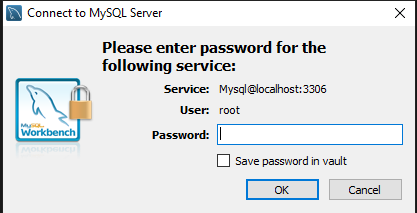 Connect to MySQL Server
Please enter password for the
following service:
Service: Mysql@localhost:3306
User: root
Password:
Save password in vault
OK Cancel
MySQL
Workbench